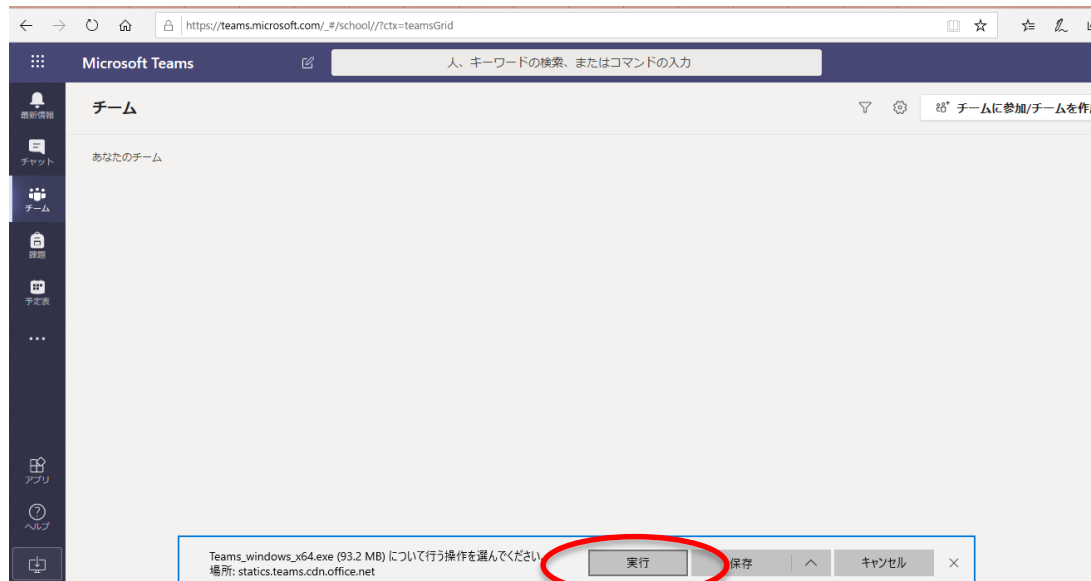 https://teams.microsoft.com/_#/school//?ctx=teamsGrid
Microsoft Teams
人、キーワードの検索、またはコマンドの入力
最新情報
チーム
チームに参加/チームを作
チャット
あなたのチーム
チーム
課題
予定表
アプリ
ヘルプ
Teams_windows_x64.exe (93.2 MB) について行う操作を選んでください。
場所: statics.teams.cdn.office.net
実行
保存
キャンセル